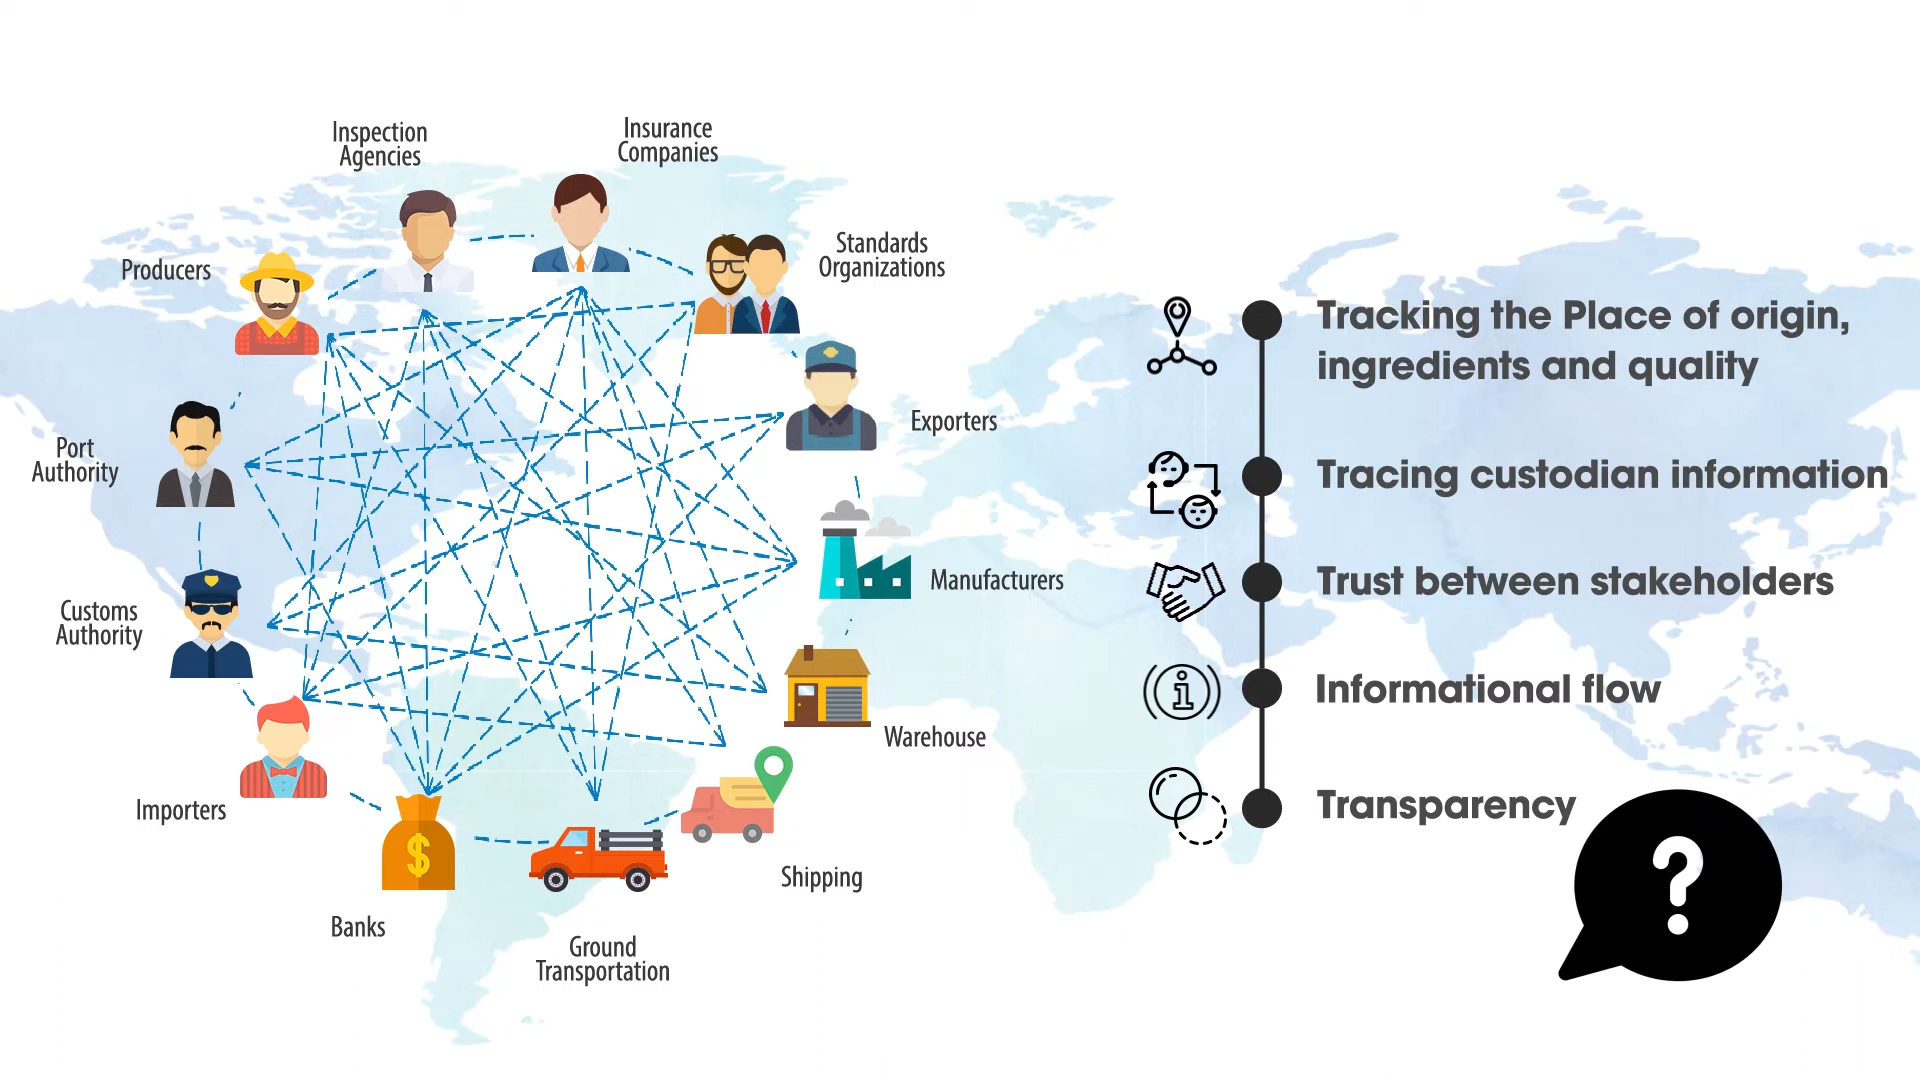 Inspection
Agencies
Insurance
Companies
Standards
Organizations
Producers
Exporters
Port
Authority
Manufacturers
Customs
Authority
Warehouse
Importers
Shipping
Banks
$
Ground
Transportation
Tracking the Place of origin,
ingredients and quality
Tracing custodian information
Trust between stakeholders
i
Informational flow
Transparency
?